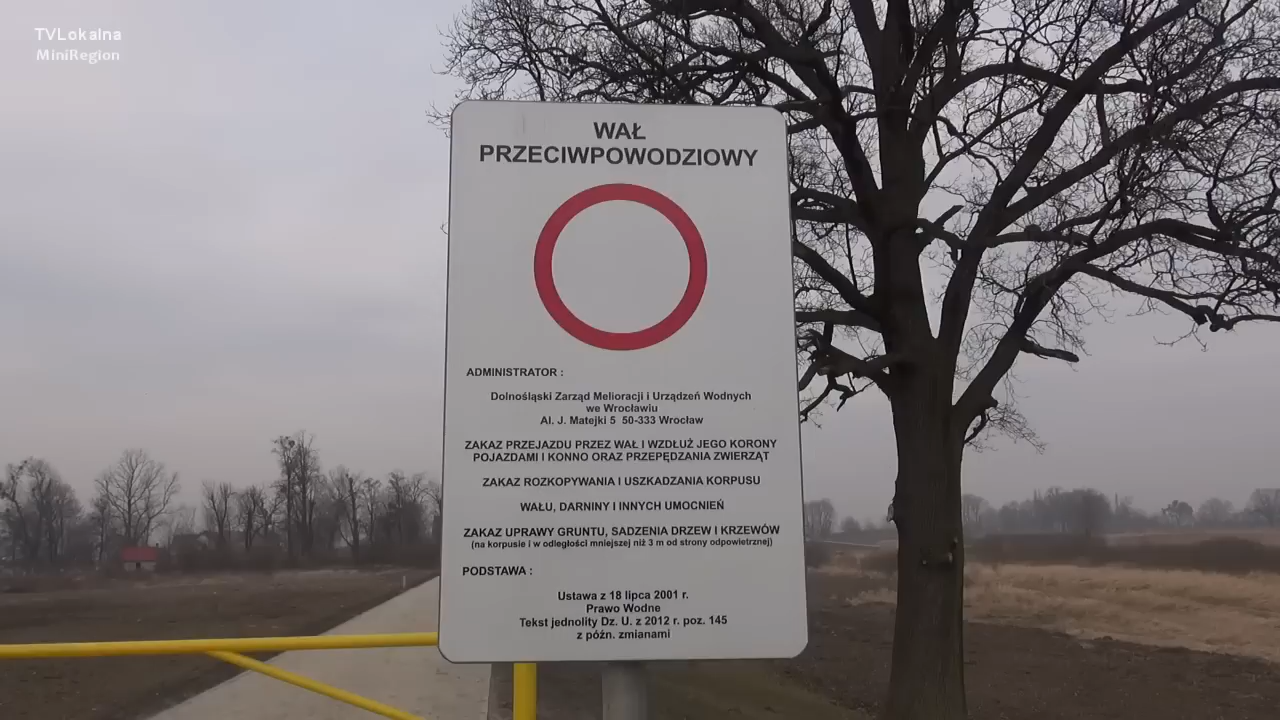 TVLokalna
MiniRegion
WAŁ
PRZECIWPOWODZIOWY
ADMINISTRATOR :
Dolnośląski Zarząd Melioracji i Urządzeń Wodnych
we Wrocławiu
Al. J. Matejki 5 50-333 Wrocław
ZAKAZ PRZEJAZDU PRZEZ WAŁ I WZDŁUŻ JEGO KORONY
POJAZDAMI I KONNO ORAZ PRZEPĘDZANIA ZWIERZĄT
ZAKAZ ROZKOPYWANIA I USZKADZANIA KORPUSU
WAŁU, DARNINY I INNYCH UMOCNIEŃ
ZAKAZ UPRAWY GRUNTU, SADZENIA DRZEW I KRZEWÓW
(na korpusie i w odległości mniejszej niż 3 m od strony odpowietrznej)
PODSTAWA :
Ustawa z 18 lipca 2001 r.
Prawo Wodne
Tekst jednolity Dz. U. z 2012 r. poz. 145
z późn. zmianami